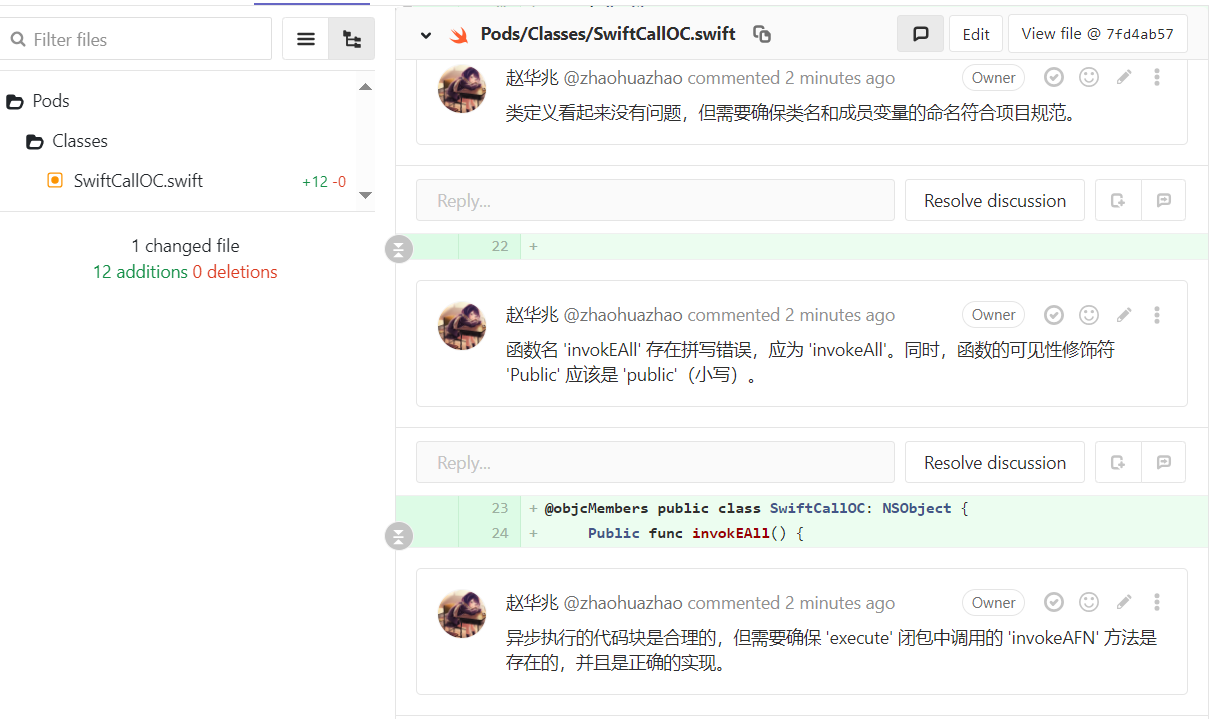 Filter files
Pods
Classes
SwiftCallOC.swift +12 -0
1 changed file
12 additions 0 deletions
Pods/Classes/SwiftCallOC.swift Edit View file @ 7fd4ab57
赵华兆 @zhaohuazhao commented 2 minutes ago Owner
类定义看起来没有问题，但需要确保类名和成员变量的命名符合项目规范。
Reply... Resolve discussion
22 +
赵华兆 @zhaohuazhao commented 2 minutes ago Owner
函数名 'invokEAll' 存在拼写错误，应为 'invokeAll'。同时，函数的可见性修饰符
'Public' 应该是 'public'（小写）。
Reply... Resolve discussion
23 + @objcMembers public class SwiftCallOC: NSObject {
24 + Public func invokEAll() {
赵华兆 @zhaohuazhao commented 2 minutes ago Owner
异步执行的代码块是合理的，但需要确保 'execute' 闭包中调用的 'invokeAFN' 方法是
存在的，并且是正确的实现。